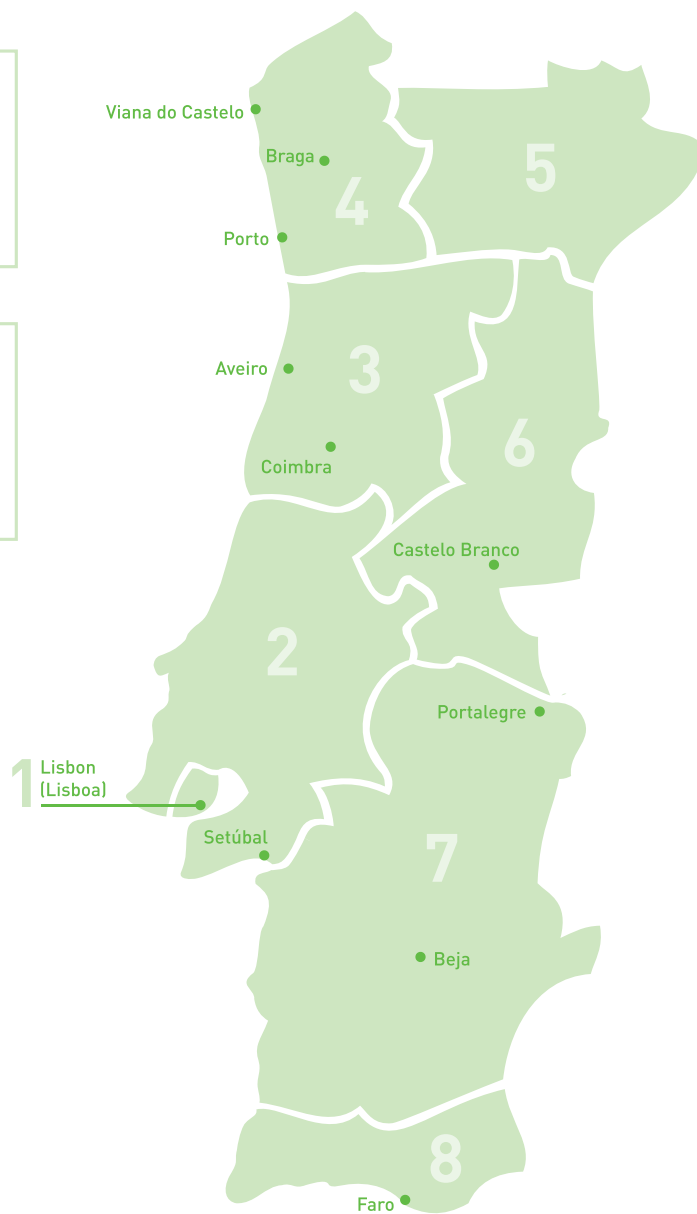 Viana do Castelo
Braga
5
4
Porto
3
Aveiro
6
Coimbra
Castelo Branco
2
Portalegre
1
Lisbon
(Lisboa)
Setúbal
7
Beja
8
Faro